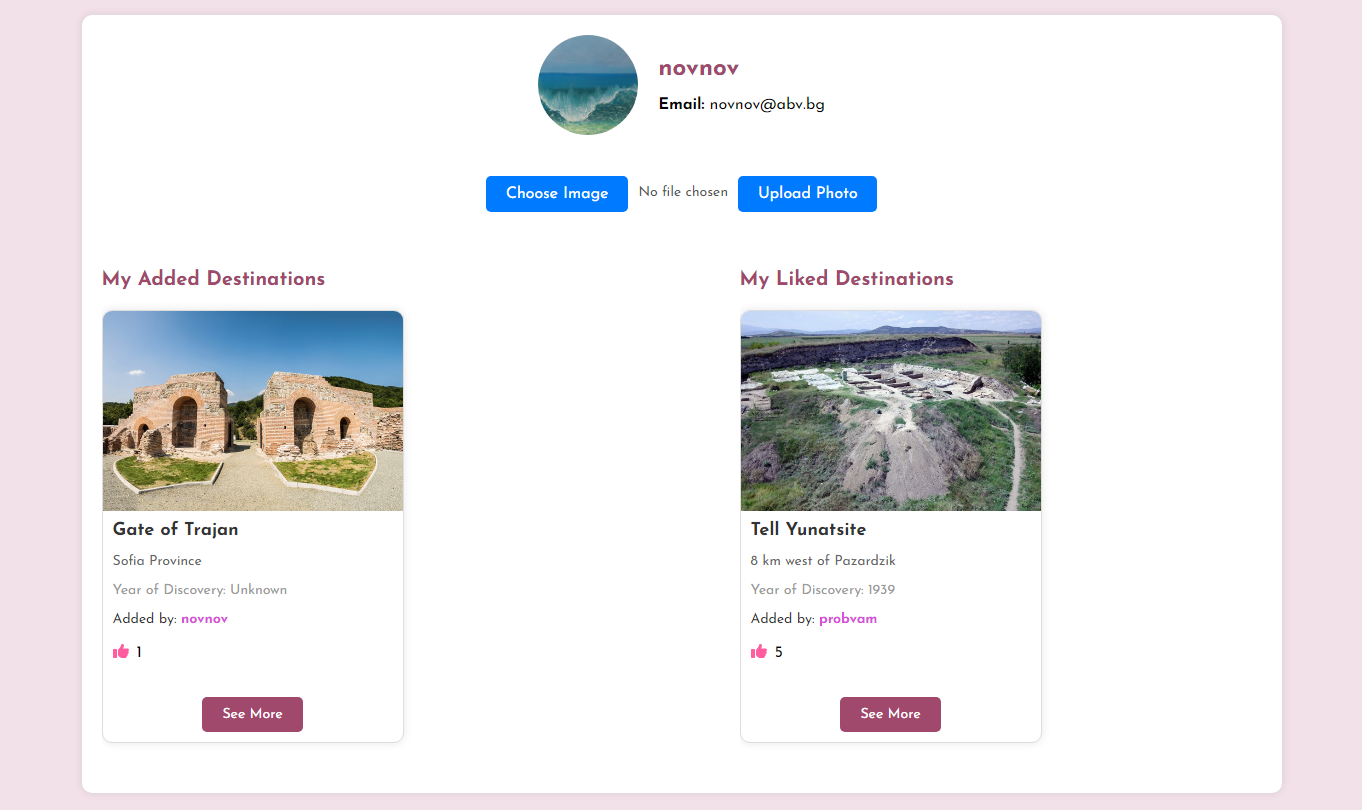 novnov
Email: novnov@abv.bg
Choose Image
No file chosen
Upload Photo
My Added Destinations
Gate of Trajan
Sofia Province
Year of Discovery: Unknown
Added by: novnov
1
See More
My Liked Destinations
Tell Yunatsite
8 km west of Pazardzik
Year of Discovery: 1939
Added by: probvam
5
See More